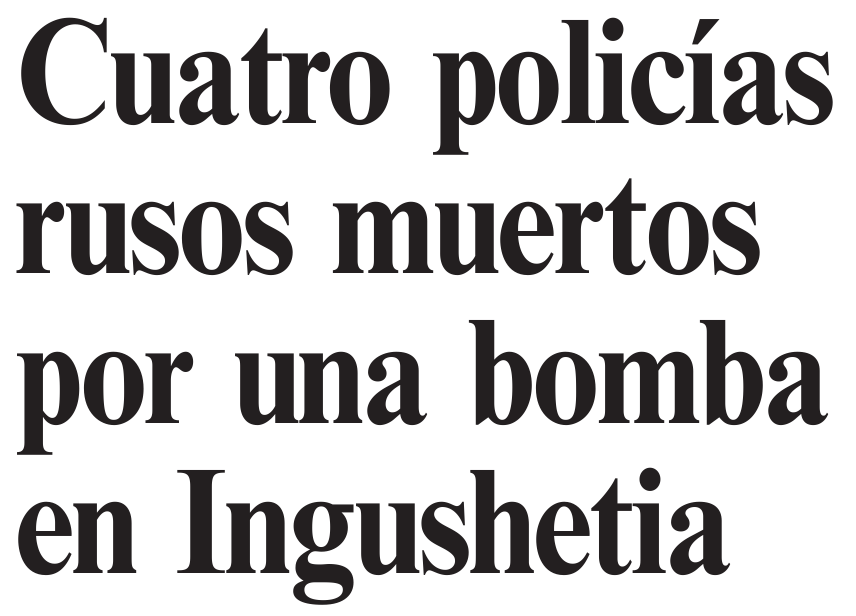 Cuatro policías
rusos muertos
por una bomba
en Ingushetia